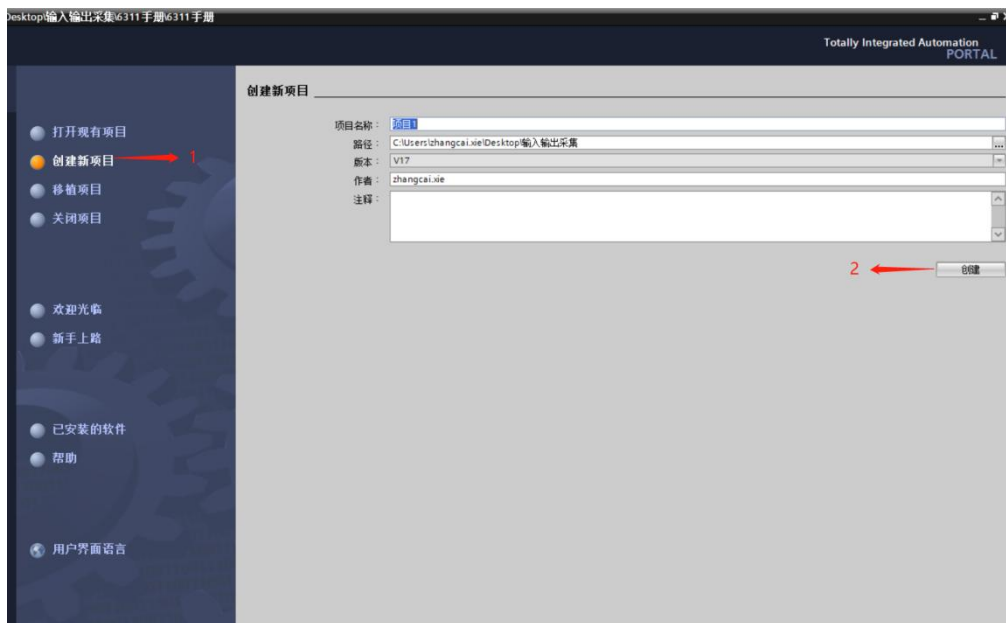 Desktop\输入输出采集\6311手册\6311手册
Totally Integrated Automation
PORTAL
打开现有项目
创建新项目
1
移植项目
关闭项目
欢迎光临
新手上路
已安装的软件
帮助
用户界面语言
创建新项目
项目名称：
项目1
路径：
C:\Users\zhangcai.xie\Desktop\输入输出采集
...
版本：
V17
作者：
zhangcai.xie
注释：
2
创建